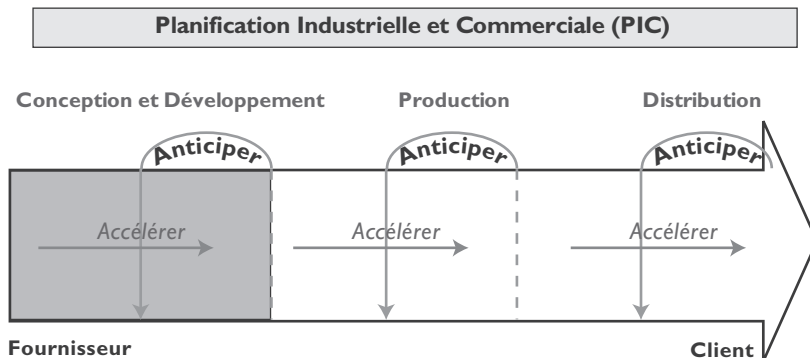 Planification Industrielle et Commerciale (PIC)
Conception et Développement Production Distribution
Anticiper Anticiper Anticiper
Accélérer Accélérer Accélérer
Fournisseur Client